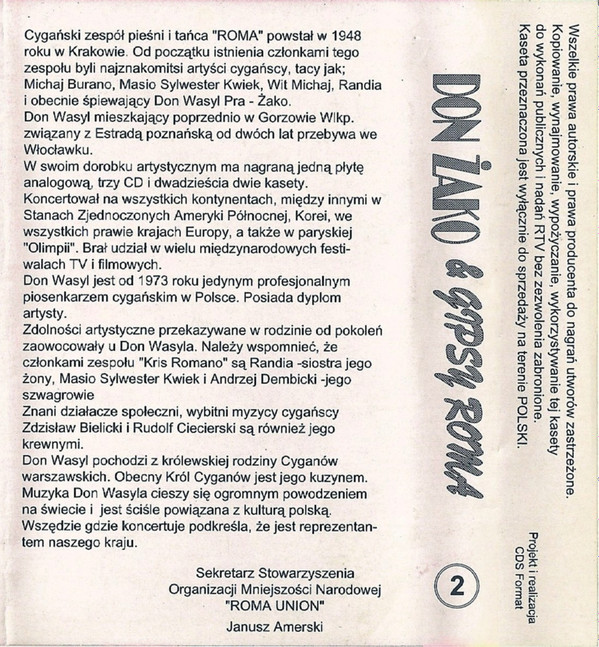 Cygański zespół pieśni i tańca "ROMA" powstał w 1948
roku w Krakowie. Od początku istnienia członkami tego
zespołu byli najznakomitsi artyści cygańscy, tacy jak;
Michaj Burano, Masio Sylwester Kwiek, Wit Michaj, Randia
i obecnie śpiewający Don Wasyl Pra - Żako.
Don Wasyl mieszkający poprzednio w Gorzowie Wlkp.
związany z Estradą poznańską od dwóch lat przebywa we
Włocławku.
W swoim dorobku artystycznym ma nagraną jedną płytę
analogową, trzy CD i dwadzieścia dwie kasety.
Koncertował na wszystkich kontynentach, między innymi w
Stanach Zjednoczonych Ameryki Północnej, Korei, we
wszystkich prawie krajach Europy, a także w paryskiej
"Olimpii". Brał udział w wielu międzynarodowych festi-
walach TV i filmowych.
Don Wasyl jest od 1973 roku jedynym profesjonalnym
piosenkarzem cygańskim w Polsce. Posiada dyplom
artysty.
Zdolności artystyczne przekazywane w rodzinie od pokoleń
zaowocowały u Don Wasyla. Należy wspomnieć, że
członkami zespołu "Kris Romano" są Randia -siostra jego
żony, Masio Sylwester Kwiek i Andrzej Dembicki -jego
szwagrowie
Znani działacze społeczni, wybitni myzycy cygańscy
Zdzisław Bielicki i Rudolf Ciecierski są również jego
krewnymi.
Don Wasyl pochodzi z królewskiej rodziny Cyganów
warszawskich. Obecny Król Cyganów jest jego kuzynem.
Muzyka Don Wasyla cieszy się ogromnym powodzeniem
na świecie i jest ściśle powiązana z kulturą polską.
Wszędzie gdzie koncertuje podkreśla, że jest reprezentan-
tem naszego kraju.
Sekretarz Stowarzyszenia
Organizacji Mniejszości Narodowej
"ROMA UNION"
Janusz Amerski
DON ŻAKO & GYPSY ROMA
2
Wszelkie prawa autorskie i prawa producenta do nagrań utworów zastrzeżone.
Kopiowanie, wynajmowanie, wypożyczanie, wykorzystywanie tej kasety
do wykonań publicznych i nadań RTV bez zezwolenia zabronione.
Kaseta przeznaczona jest wyłącznie do sprzedaży na terenie POLSKI.
Projekt i realizacja
CDS Format